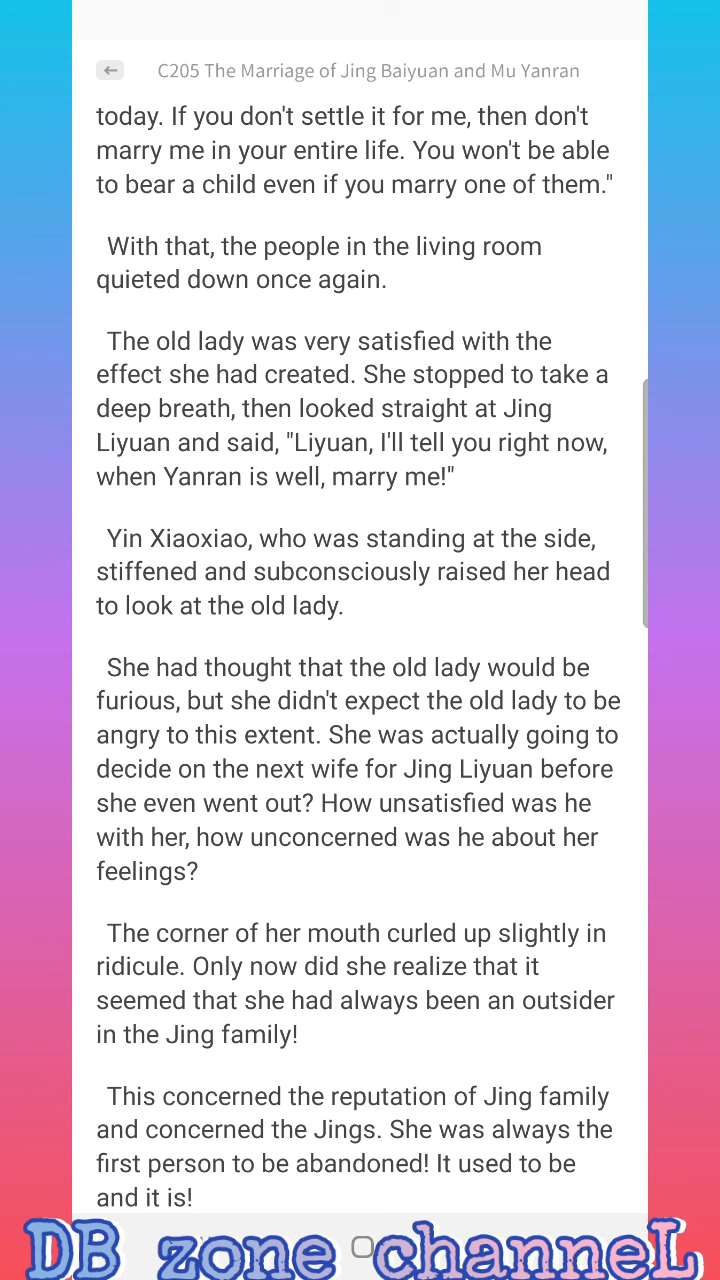 C205 The Marriage of Jing Baiyuan and Mu Yanran
today. If you don't settle it for me, then don't
marry me in your entire life. You won't be able
to bear a child even if you marry one of them."
With that, the people in the living room
quieted down once again.
The old lady was very satisfied with the
effect she had created. She stopped to take a
deep breath, then looked straight at Jing
Liyuan and said, "Liyuan, I'll tell you right now,
when Yanran is well, marry me!"
Yin Xiaoxiao, who was standing at the side,
stiffened and subconsciously raised her head
to look at the old lady.
She had thought that the old lady would be
furious, but she didn't expect the old lady to be
angry to this extent. She was actually going to
decide on the next wife for Jing Liyuan before
she even went out? How unsatisfied was he
with her, how unconcerned was he about her
feelings?
The corner of her mouth curled up slightly in
ridicule. Only now did she realize that it
seemed that she had always been an outsider
in the Jing family!
This concerned the reputation of Jing family
and concerned the Jings. She was always the
first person to be abandoned! It used to be
and it is!
DB zone channeL